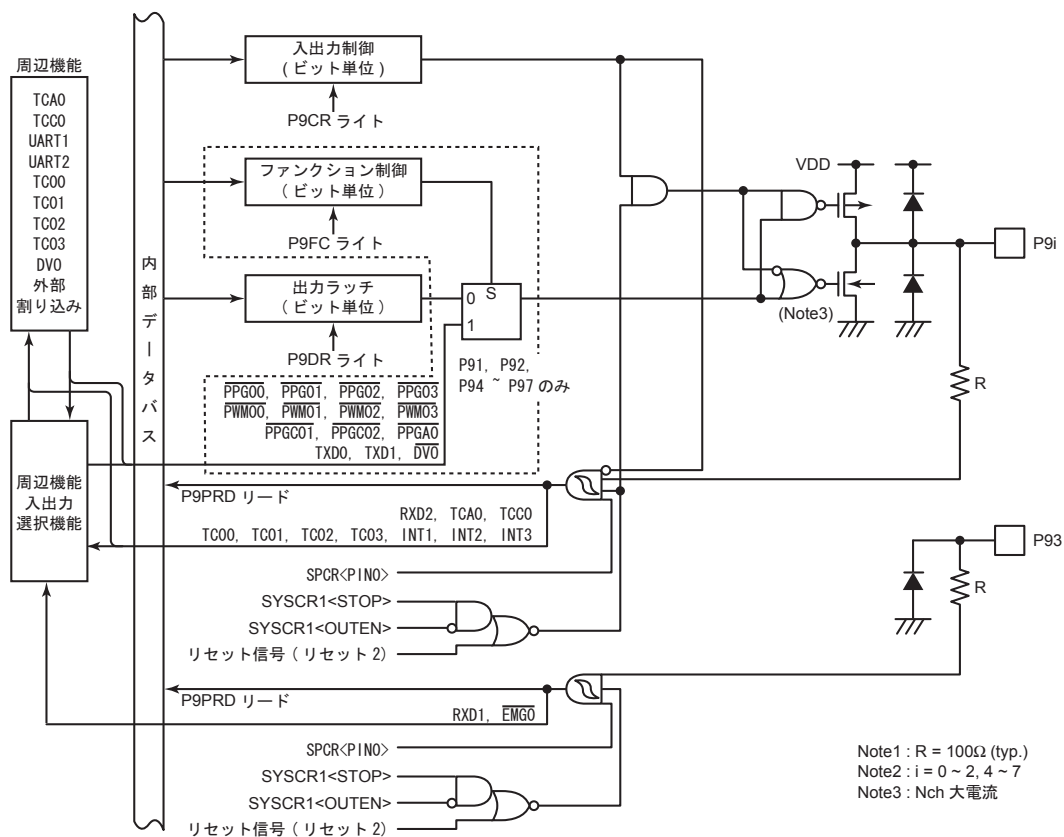 周辺機能
TCA0
TCC0
UART1
UART2
TC00
TC01
TC02
TC03
DVO
外部
割り込み
周辺機能
入出力
選択機能
内部データバス
入出力制御
(ビット単位)
P9CR ライト
ファンクション制御
(ビット単位)
P9FC ライト
出力ラッチ
(ビット単位)
P9DR ライト
0
S
1
P91, P92,
P94 ~ P97 のみ
PPG00, PPG01, PPG02, PPG03
PWM00, PWM01, PWM02, PWM03
PPGC01, PPGC02, PPGA0
TXD0, TXD1, DVO
P9PRD リード
RXD2, TCA0, TCC0
TC00, TC01, TC02, TC03, INT1, INT2, INT3
SPCR<PIN0>
SYSCR1<STOP>
SYSCR1<OUTEN>
リセット信号 (リセット 2)
VDD
P9i
(Note3)
R
P93
R
P9PRD リード
RXD1, EMG0
SPCR<PIN0>
SYSCR1<STOP>
SYSCR1<OUTEN>
リセット信号 (リセット 2)
Note1 : R = 100Ω (typ.)
Note2 : i = 0 ~ 2, 4 ~ 7
Note3 : Nch 大電流